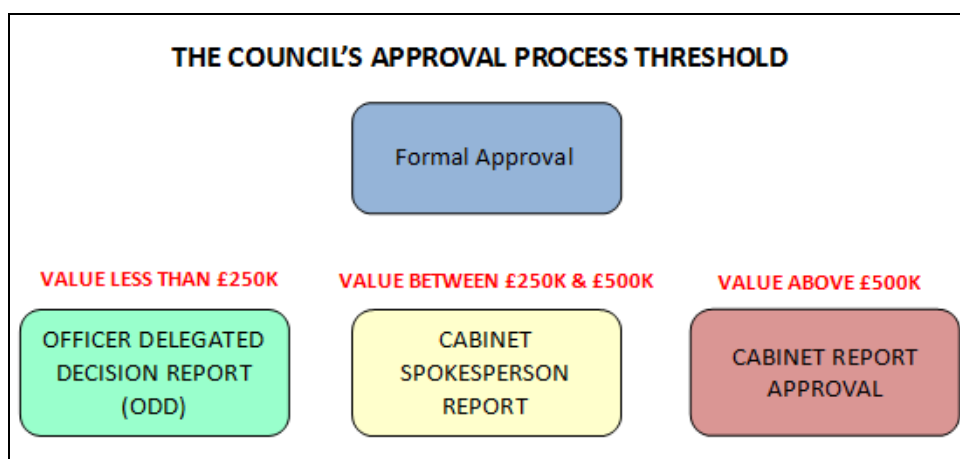 THE COUNCIL'S APPROVAL PROCESS THRESHOLD
Formal Approval
VALUE LESS THAN £250K
OFFICER DELEGATED
DECISION REPORT
(ODD)
VALUE BETWEEN £250K & £500K
CABINET
SPOKESPERSON
REPORT
VALUE ABOVE £500K
CABINET REPORT
APPROVAL